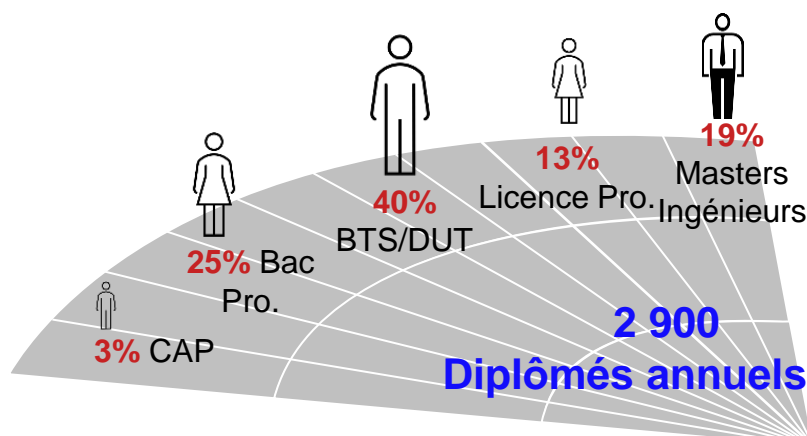 3% CAP
25% Bac
Pro.
40%
BTS/DUT
13%
Licence Pro.
19%
Masters
Ingénieurs
2 900
Diplômés annuels